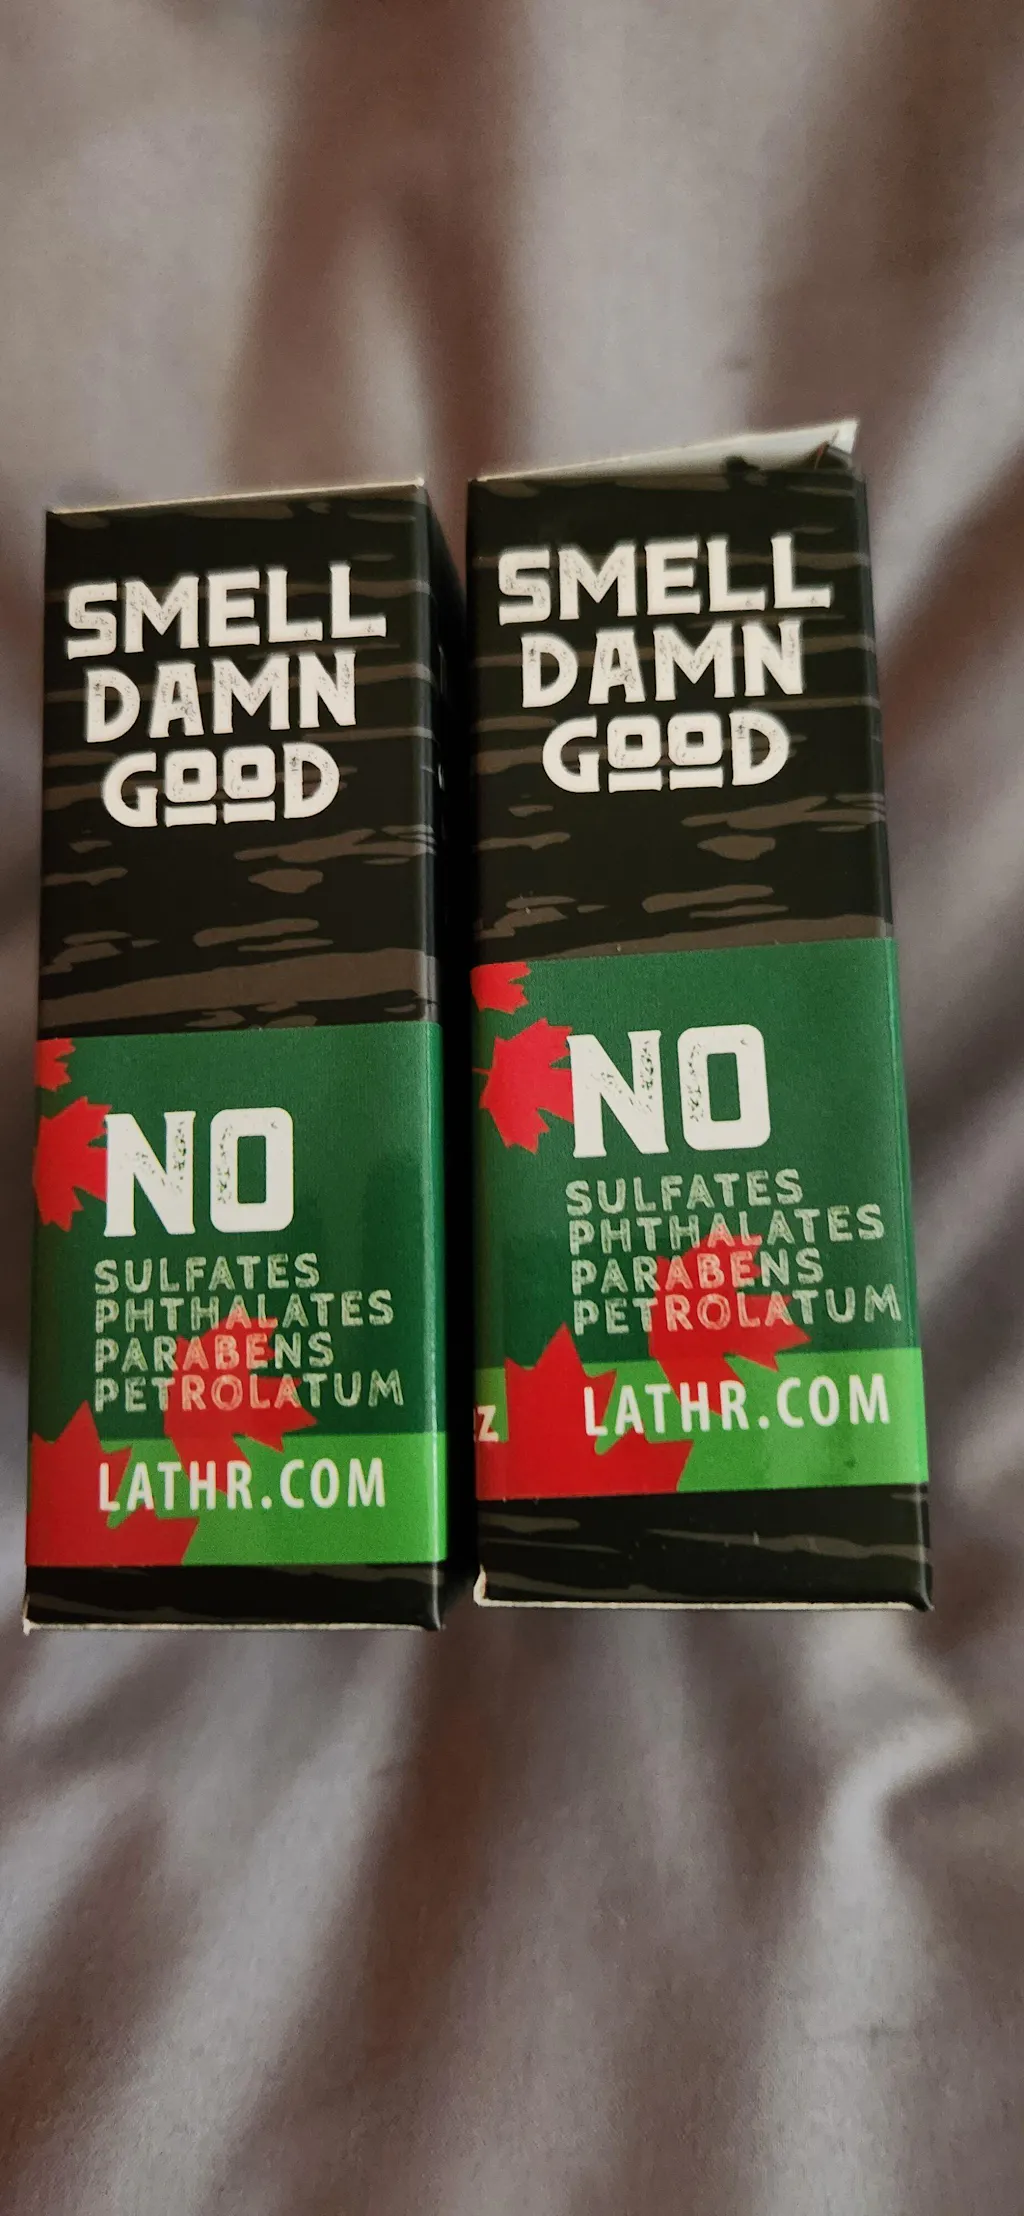 SMELL
DAMN
GOOD
NO
SULFATES
PHTHALATES
PARABENS
PETROLATUM
LATHR.COM
SMELL
DAMN
GOOD
NO
SULFATES
PHTHALATES
PARABENS
PETROLATUM
LATHR.COM